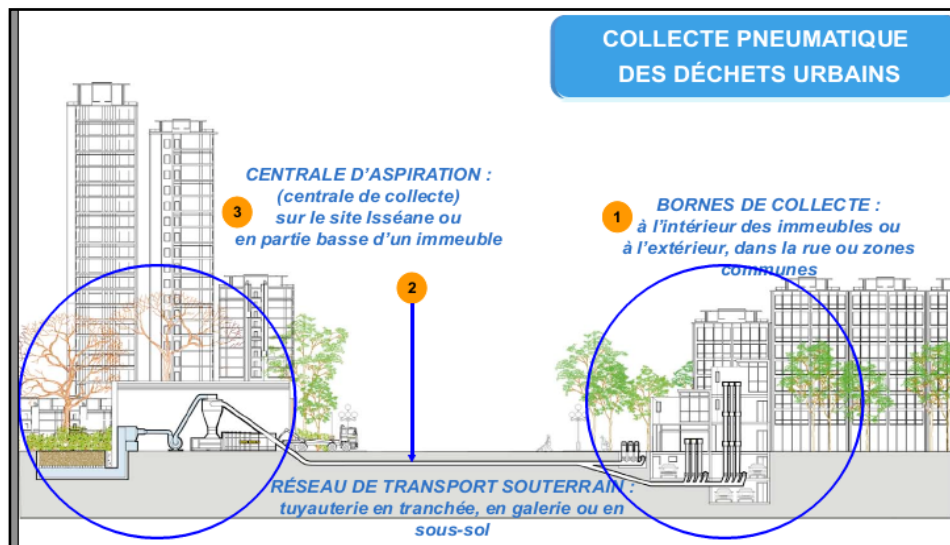 COLLECTE PNEUMATIQUE
DES DÉCHETS URBAINS
CENTRALE D'ASPIRATION :
(centrale de collecte)
3
sur le site Isséane ou
en partie basse d'un immeuble
BORNES DE COLLECTE :
1
à l'intérieur des immeubles ou
à l'extérieur, dans la rue ou zones
communes
2
RÉSEAU DE TRANSPORT SOUTERRAIN :
tuyauterie en tranchée, en galerie ou en
sous-sol